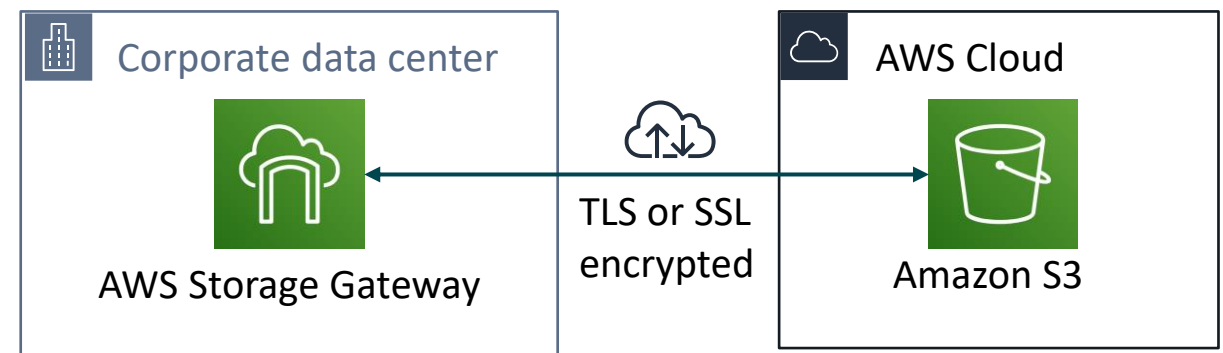 Corporate data center
AWS Cloud
TLS or SSL
encrypted
AWS Storage Gateway
Amazon S3